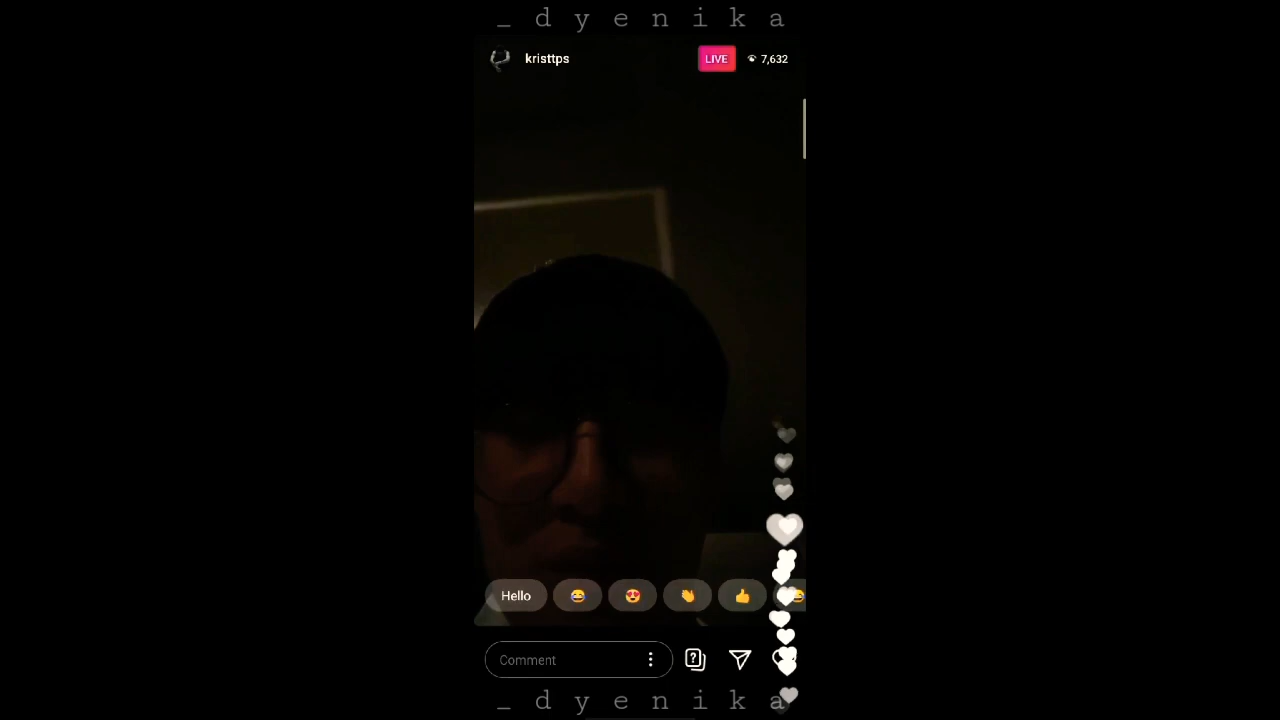 _ d y e n i k a
kristtps
LIVE 7,632
Hello
Comment
_ d y e n i k a